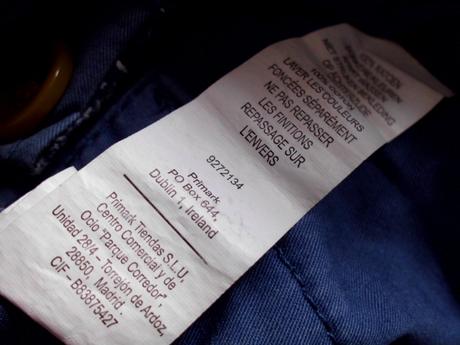 LAVER LES COULEURS
FONCÉES SÉPARÉMENT
NE PAS REPASSER
LES FINITIONS
REPASSAGE SUR
L'ENVERS
9272134
Primark
PO Box 644,
Dublin 1, Ireland
Primark Tiendas S.L.U,
Centro Comercial y de
Ocio "Parque Corredor",
Unidad 28/4 - Torrejón de Ardoz,
28850, Madrid.
CIF - B83875427